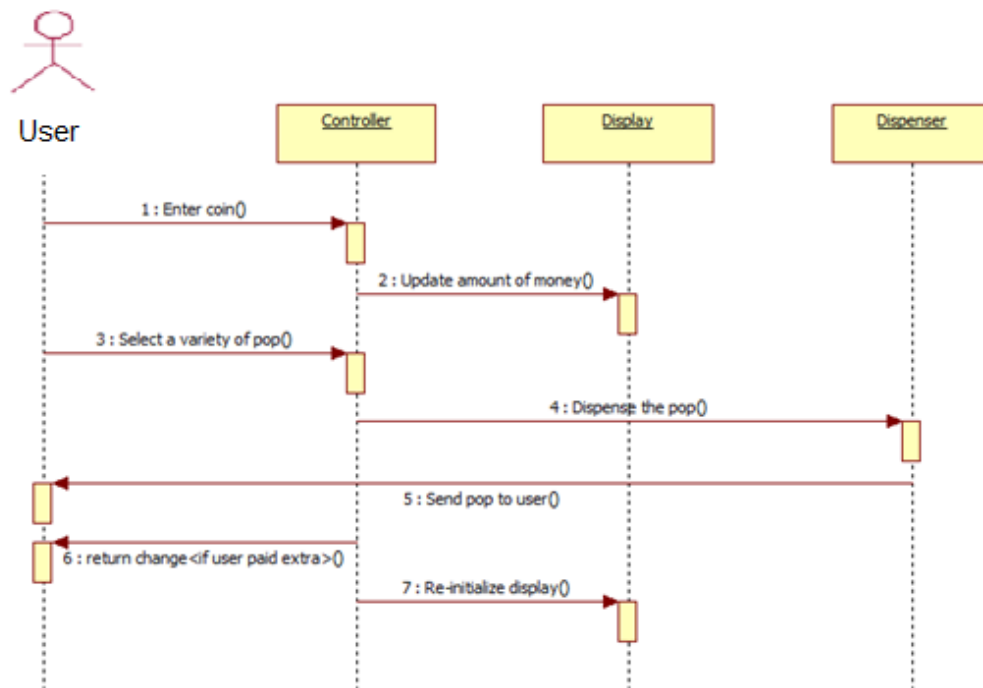 User
Controller
Display
Dispenser
1 : Enter coin()
2 : Update amount of money()
3 : Select a variety of pop()
4 : Dispense the pop()
5 : Send pop to user()
6 : return change<if user paid extra>()
7 : Re-initialize display()